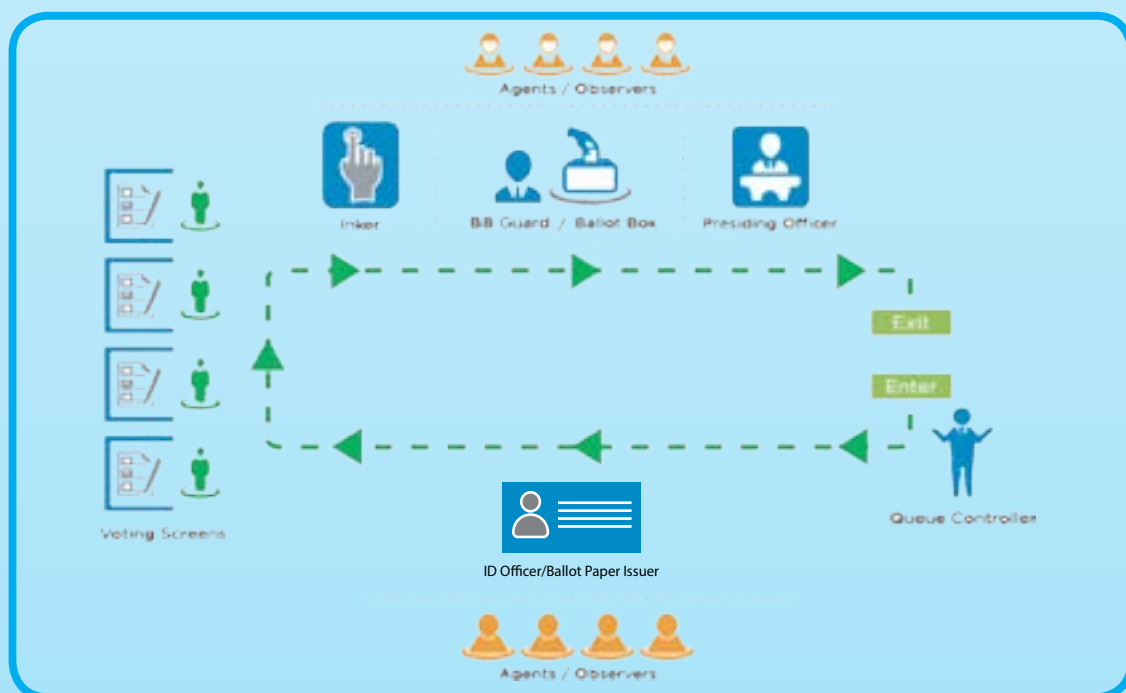 Agents / Observers
Inker
BB Guard / Ballot Box
Presiding Officer
Exit
Enter
Voting Screens
Queue Controller
ID Officer/Ballot Paper Issuer
Agents / Observers